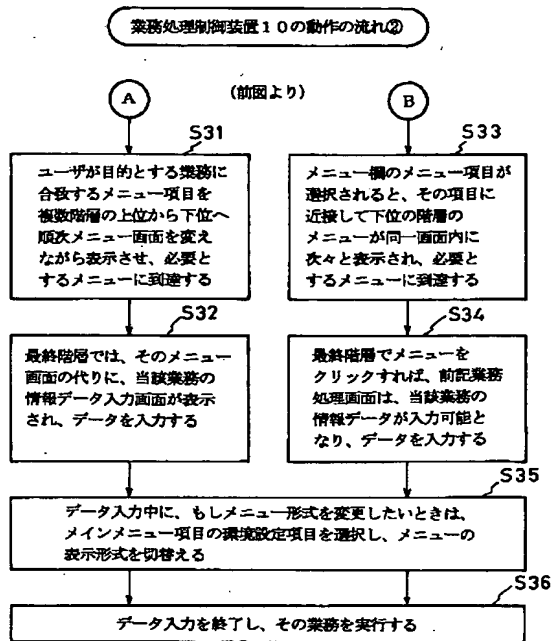 業務処理制御装置10の動作の流れ②
A
(前図より)
B
S31
S33
ユーザが目的とする業務に
合致するメニュー項目を
複数階層の上位から下位へ
順次メニュー画面を変え
ながら表示させ、必要と
するメニューに到達する
メニュー欄のメニュー項目が
選択されると、その項目に
近接して下位の階層の
メニューが同一画面内に
次々と表示され、必要と
するメニューに到達する
S32
S34
最終階層では、そのメニュー
画面の代りに、当該業務の
情報データ入力画面が表示
され、データを入力する
最終階層でメニューを
クリックすれば、前記業務
処理画面は、当該業務の
情報データが入力可能と
なり、データを入力する
S35
データ入力中に、もしメニュー形式を変更したいときは、
メインメニュー項目の環境設定項目を選択し、メニューの
表示形式を切替える
S36
データ入力を終了し、その業務を実行する